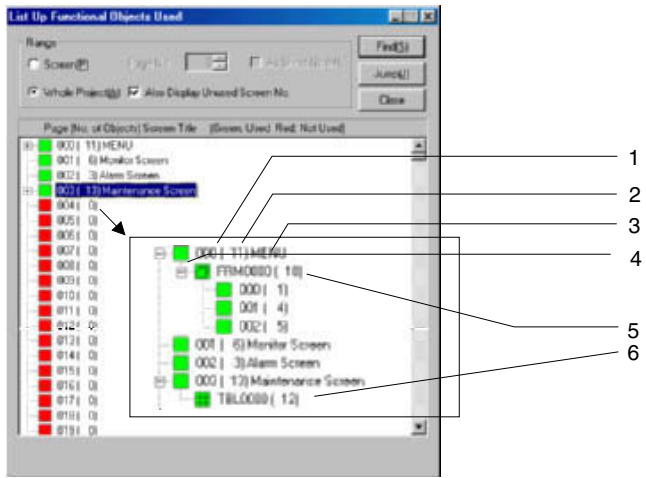 List Up Functional Objects Used
Range
Screen(P)
Whole Project(W) Also Display Unused Screen No.
Find(S)
Jump(J)
Close
Page (No. of Objects) Screen Title (Green: Used Red: Not Used)
000( 11) MENU
001( 6) Monitor Screen
002( 3) Alarm Screen
003( 13) Maintenance Screen
004( 0)
005( 0)
006( 0)
007( 0)
008( 0)
009( 0)
010( 0)
011( 0)
012( 0)
013( 0)
014( 0)
015( 0)
016( 0)
017( 0)
018( 0)
019( 0)
000( 11) MENU
FRM0000( 10)
000( 1)
001( 4)
002( 5)
001( 6) Monitor Screen
002( 3) Alarm Screen
003( 13) Maintenance Screen
TBL0000( 12)
1
2
3
4
5
6